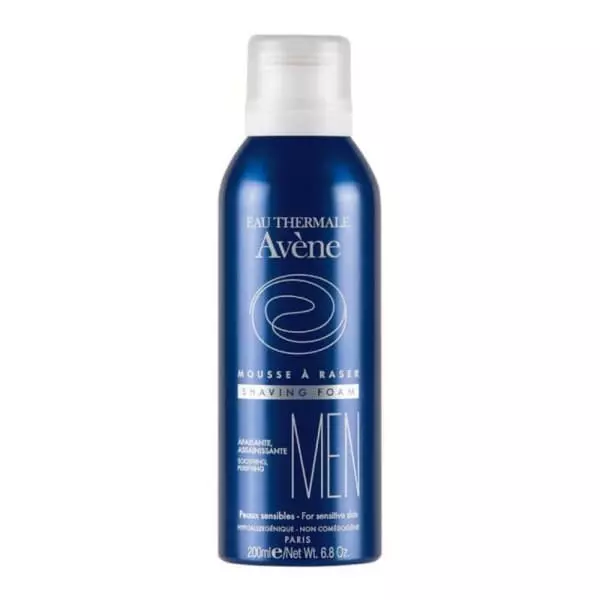 EAU THERMALE
Avène
MOUSSE À RASER
SHAVING FOAM
APAISANTE,
ASSAINISSANTE
SOOTHING,
PURIFYING
MEN
Peaux sensibles - For sensitive skin
HYPOALLERGÉNIQUE - NON COMÉDOGÈNE
PARIS
200ml e/Net Wt. 6.8 Oz.